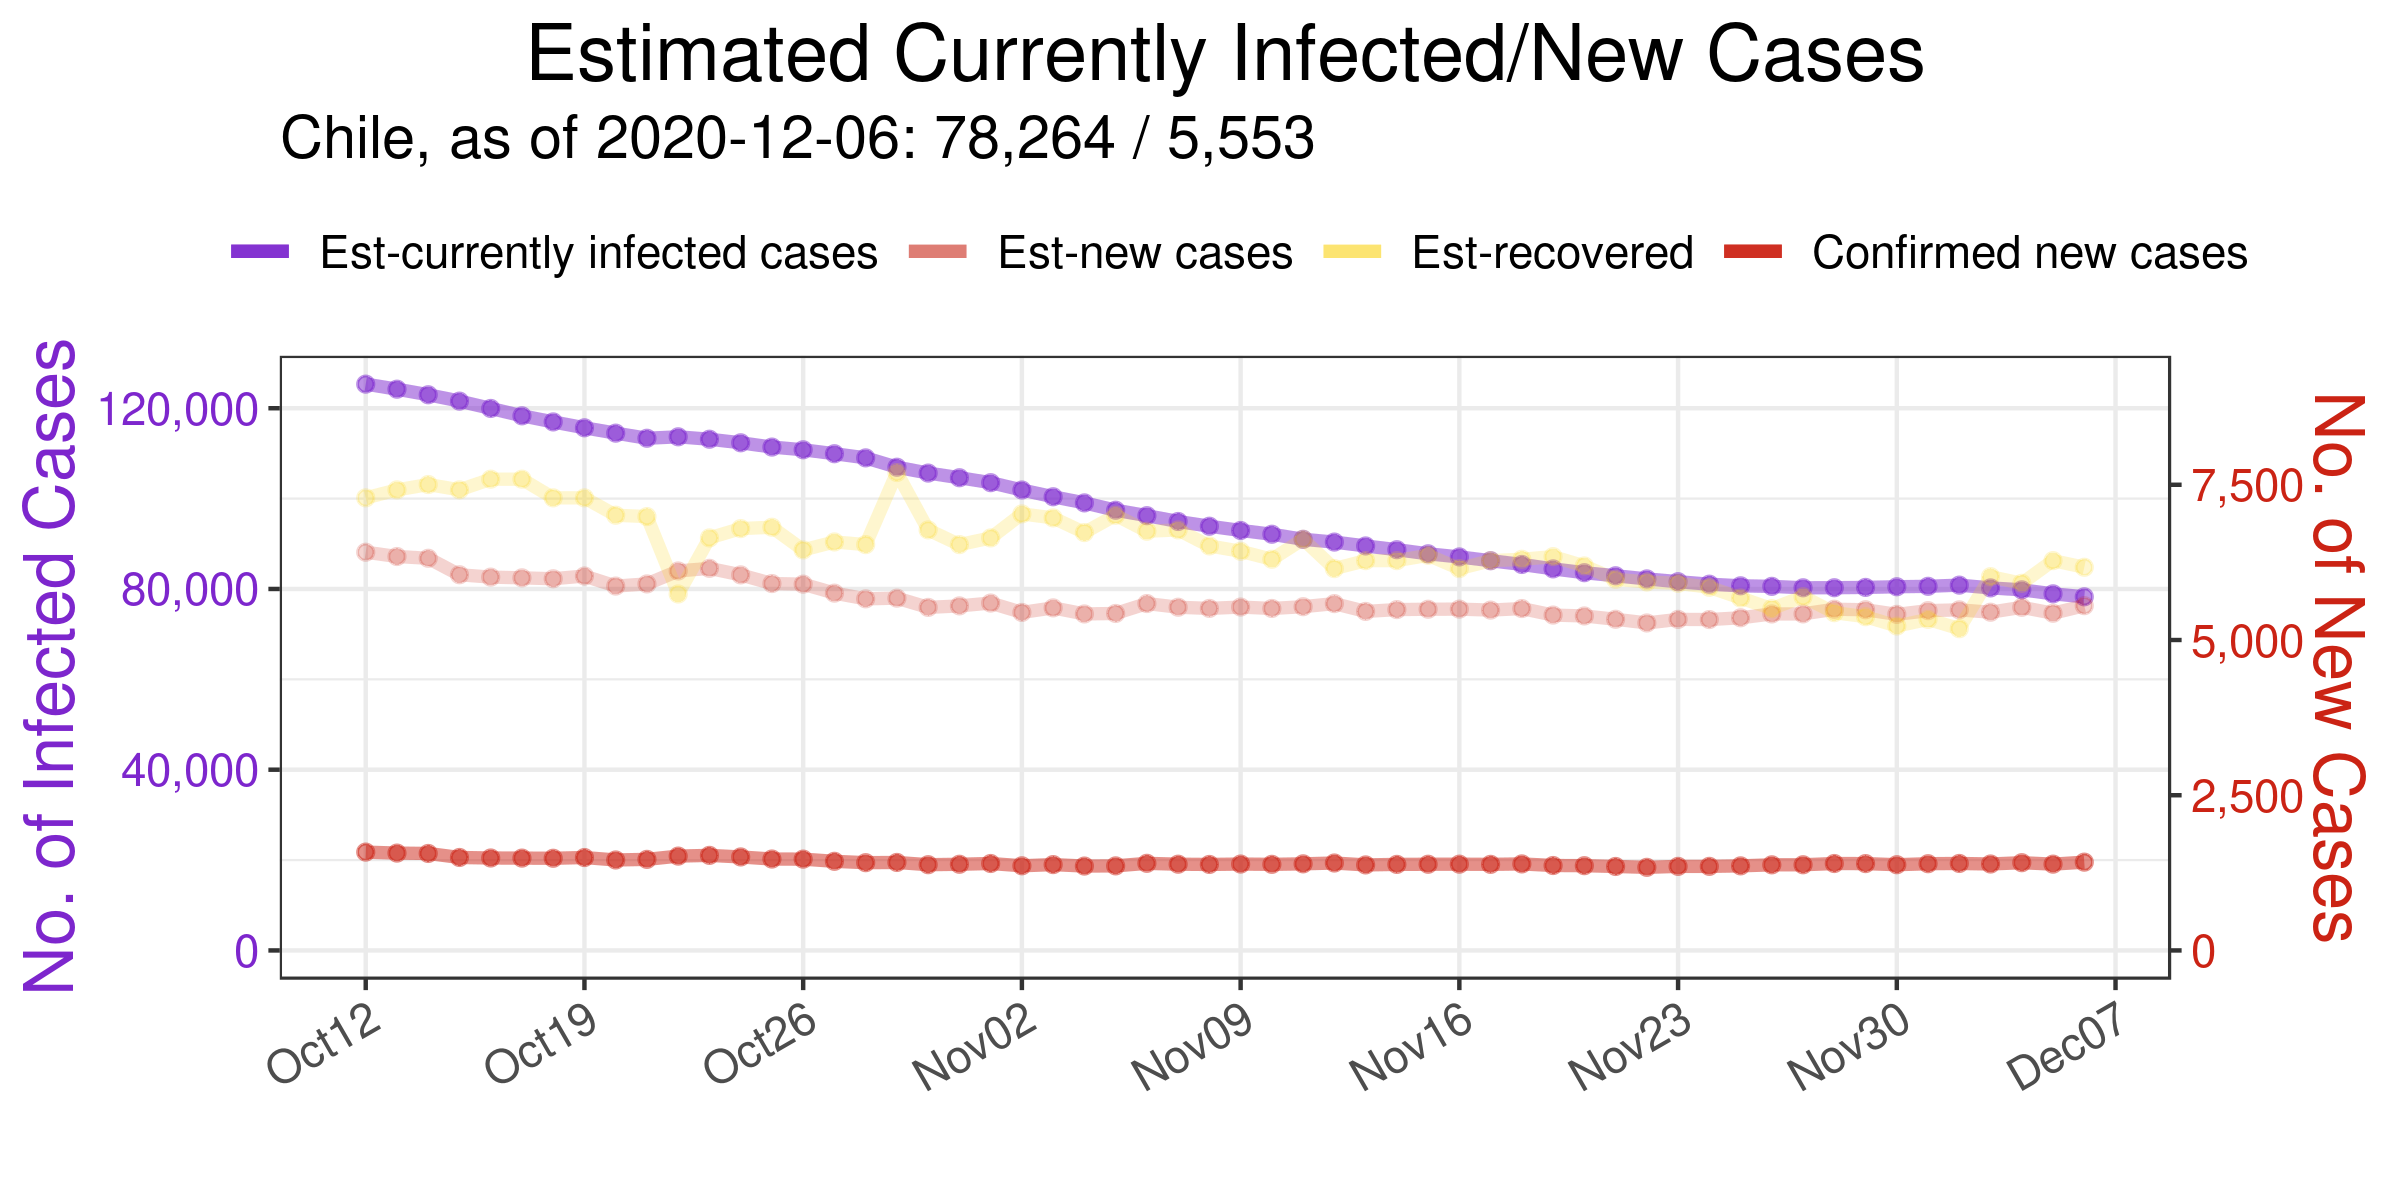 Estimated Currently Infected/New Cases
Chile, as of 2020-12-06: 78,264 / 5,553
Est-currently infected cases Est-new cases Est-recovered Confirmed new cases
No. of Infected Cases
120,000
80,000
40,000
0
7,500
5,000
2,500
0
No. of New Cases
Oct12 Oct19 Oct26 Nov02 Nov09 Nov16 Nov23 Nov30 Dec07